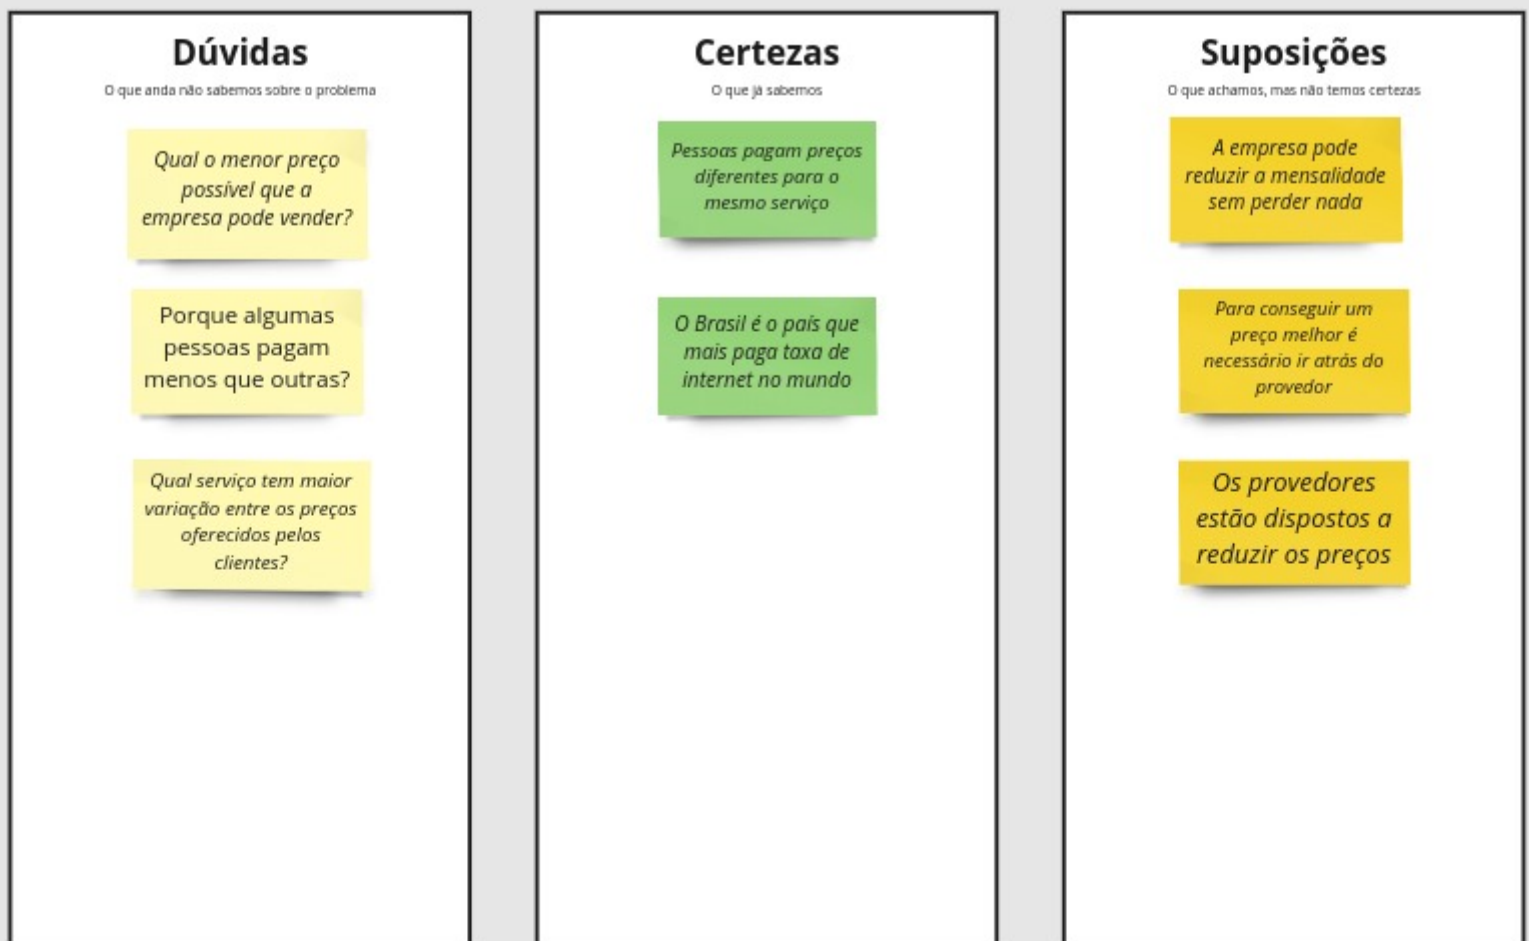 Dúvidas
O que anda não sabemos sobre o problema
Qual o menor preço
possível que a
empresa pode vender?
Porque algumas
pessoas pagam
menos que outras?
Qual serviço tem maior
variação entre os preços
oferecidos pelos
clientes?
Certezas
O que já sabemos
Pessoas pagam preços
diferentes para o
mesmo serviço
O Brasil é o país que
mais paga taxa de
internet no mundo
Suposições
O que achamos, mas não temos certezas
A empresa pode
reduzir a mensalidade
sem perder nada
Para conseguir um
preço melhor é
necessário ir atrás do
provedor
Os provedores
estão dispostos a
reduzir os preços